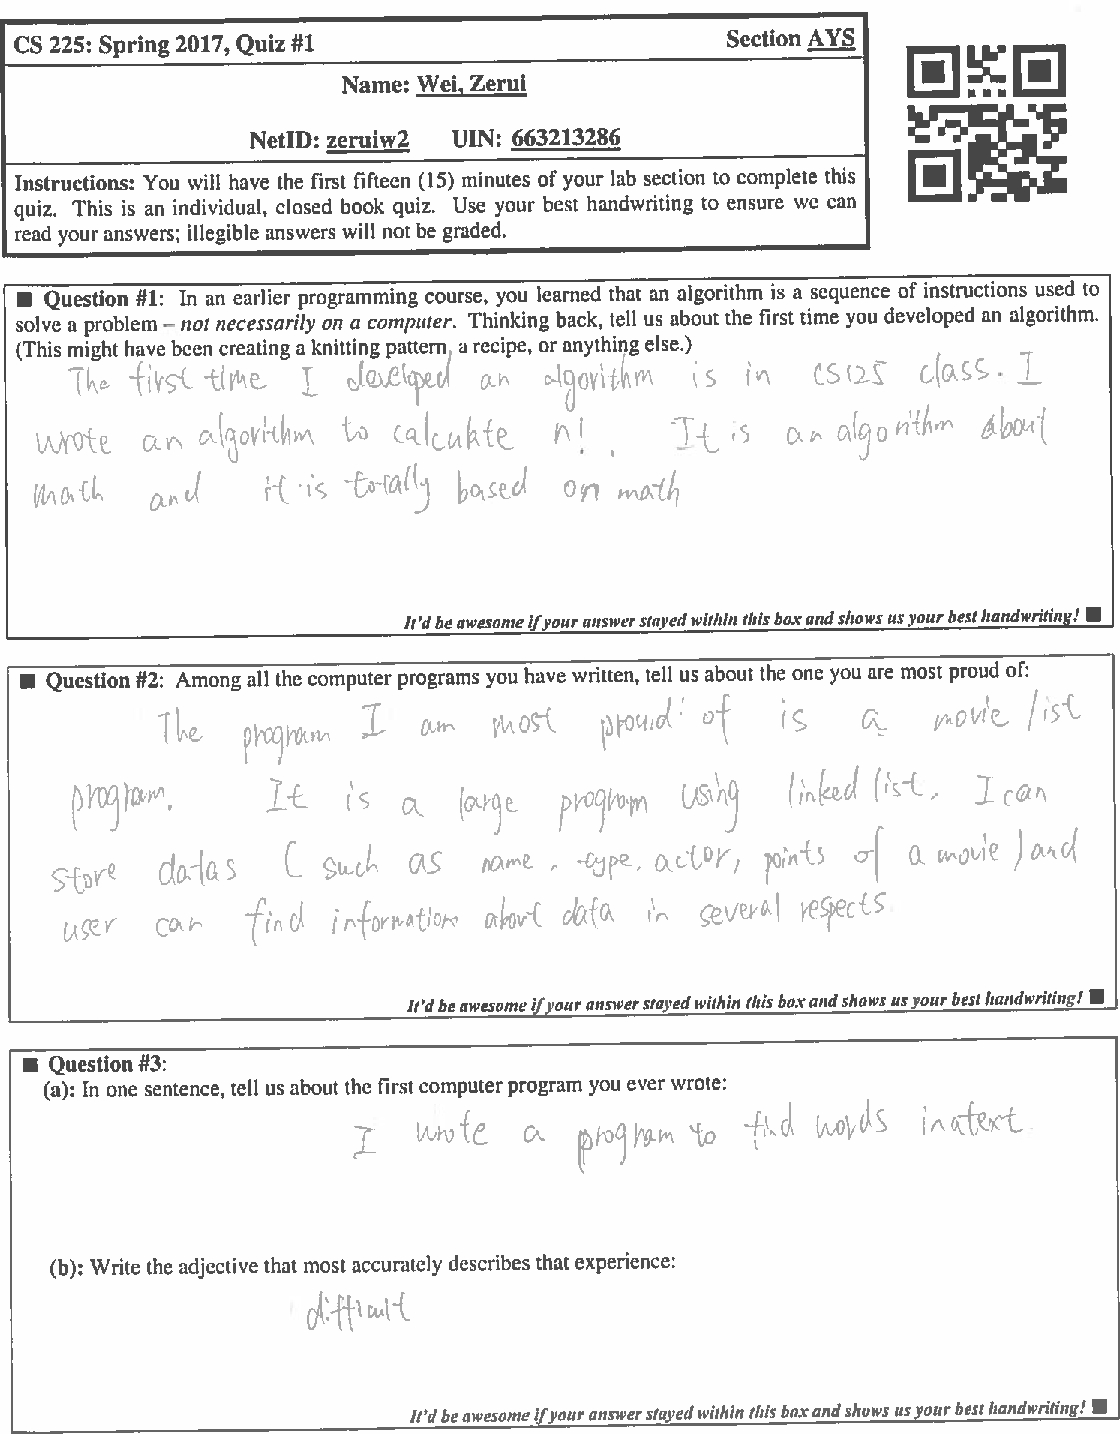 CS 225: Spring 2017, Quiz #1
Section AYS
Name: Wei, Zerui
NetID: zeruiw2 UIN: 663213286
Instructions: You will have the first fifteen (15) minutes of your lab section to complete this
quiz. This is an individual, closed book quiz. Use your best handwriting to ensure we can
read your answers; illegible answers will not be graded.
■ Question #1: In an earlier programming course, you learned that an algorithm is a sequence of instructions used to
solve a problem – not necessarily on a computer. Thinking back, tell us about the first time you developed an algorithm.
(This might have been creating a knitting pattern, a recipe, or anything else.)
The first time I developed an algorithm is in CS125 class. I
wrote an algorithm to calculate n!. It is an algorithm about
math and it is totally based on math
It'd be awesome if your answer stayed within this box and shows us your best handwriting! ■
■ Question #2: Among all the computer programs you have written, tell us about the one you are most proud of:
The program I am most proud of is a movie list
program. It is a large program using linked list. I can
store datas (such as name, type, actor, points of a movie) and
user can find information about data in several respects
It'd be awesome if your answer stayed within this box and shows us your best handwriting! ■
■ Question #3:
(a): In one sentence, tell us about the first computer program you ever wrote:
I wrote a program to find words in a text.
(b): Write the adjective that most accurately describes that experience:
difficult
It'd be awesome if your answer stayed within this box and shows us your best handwriting! ■